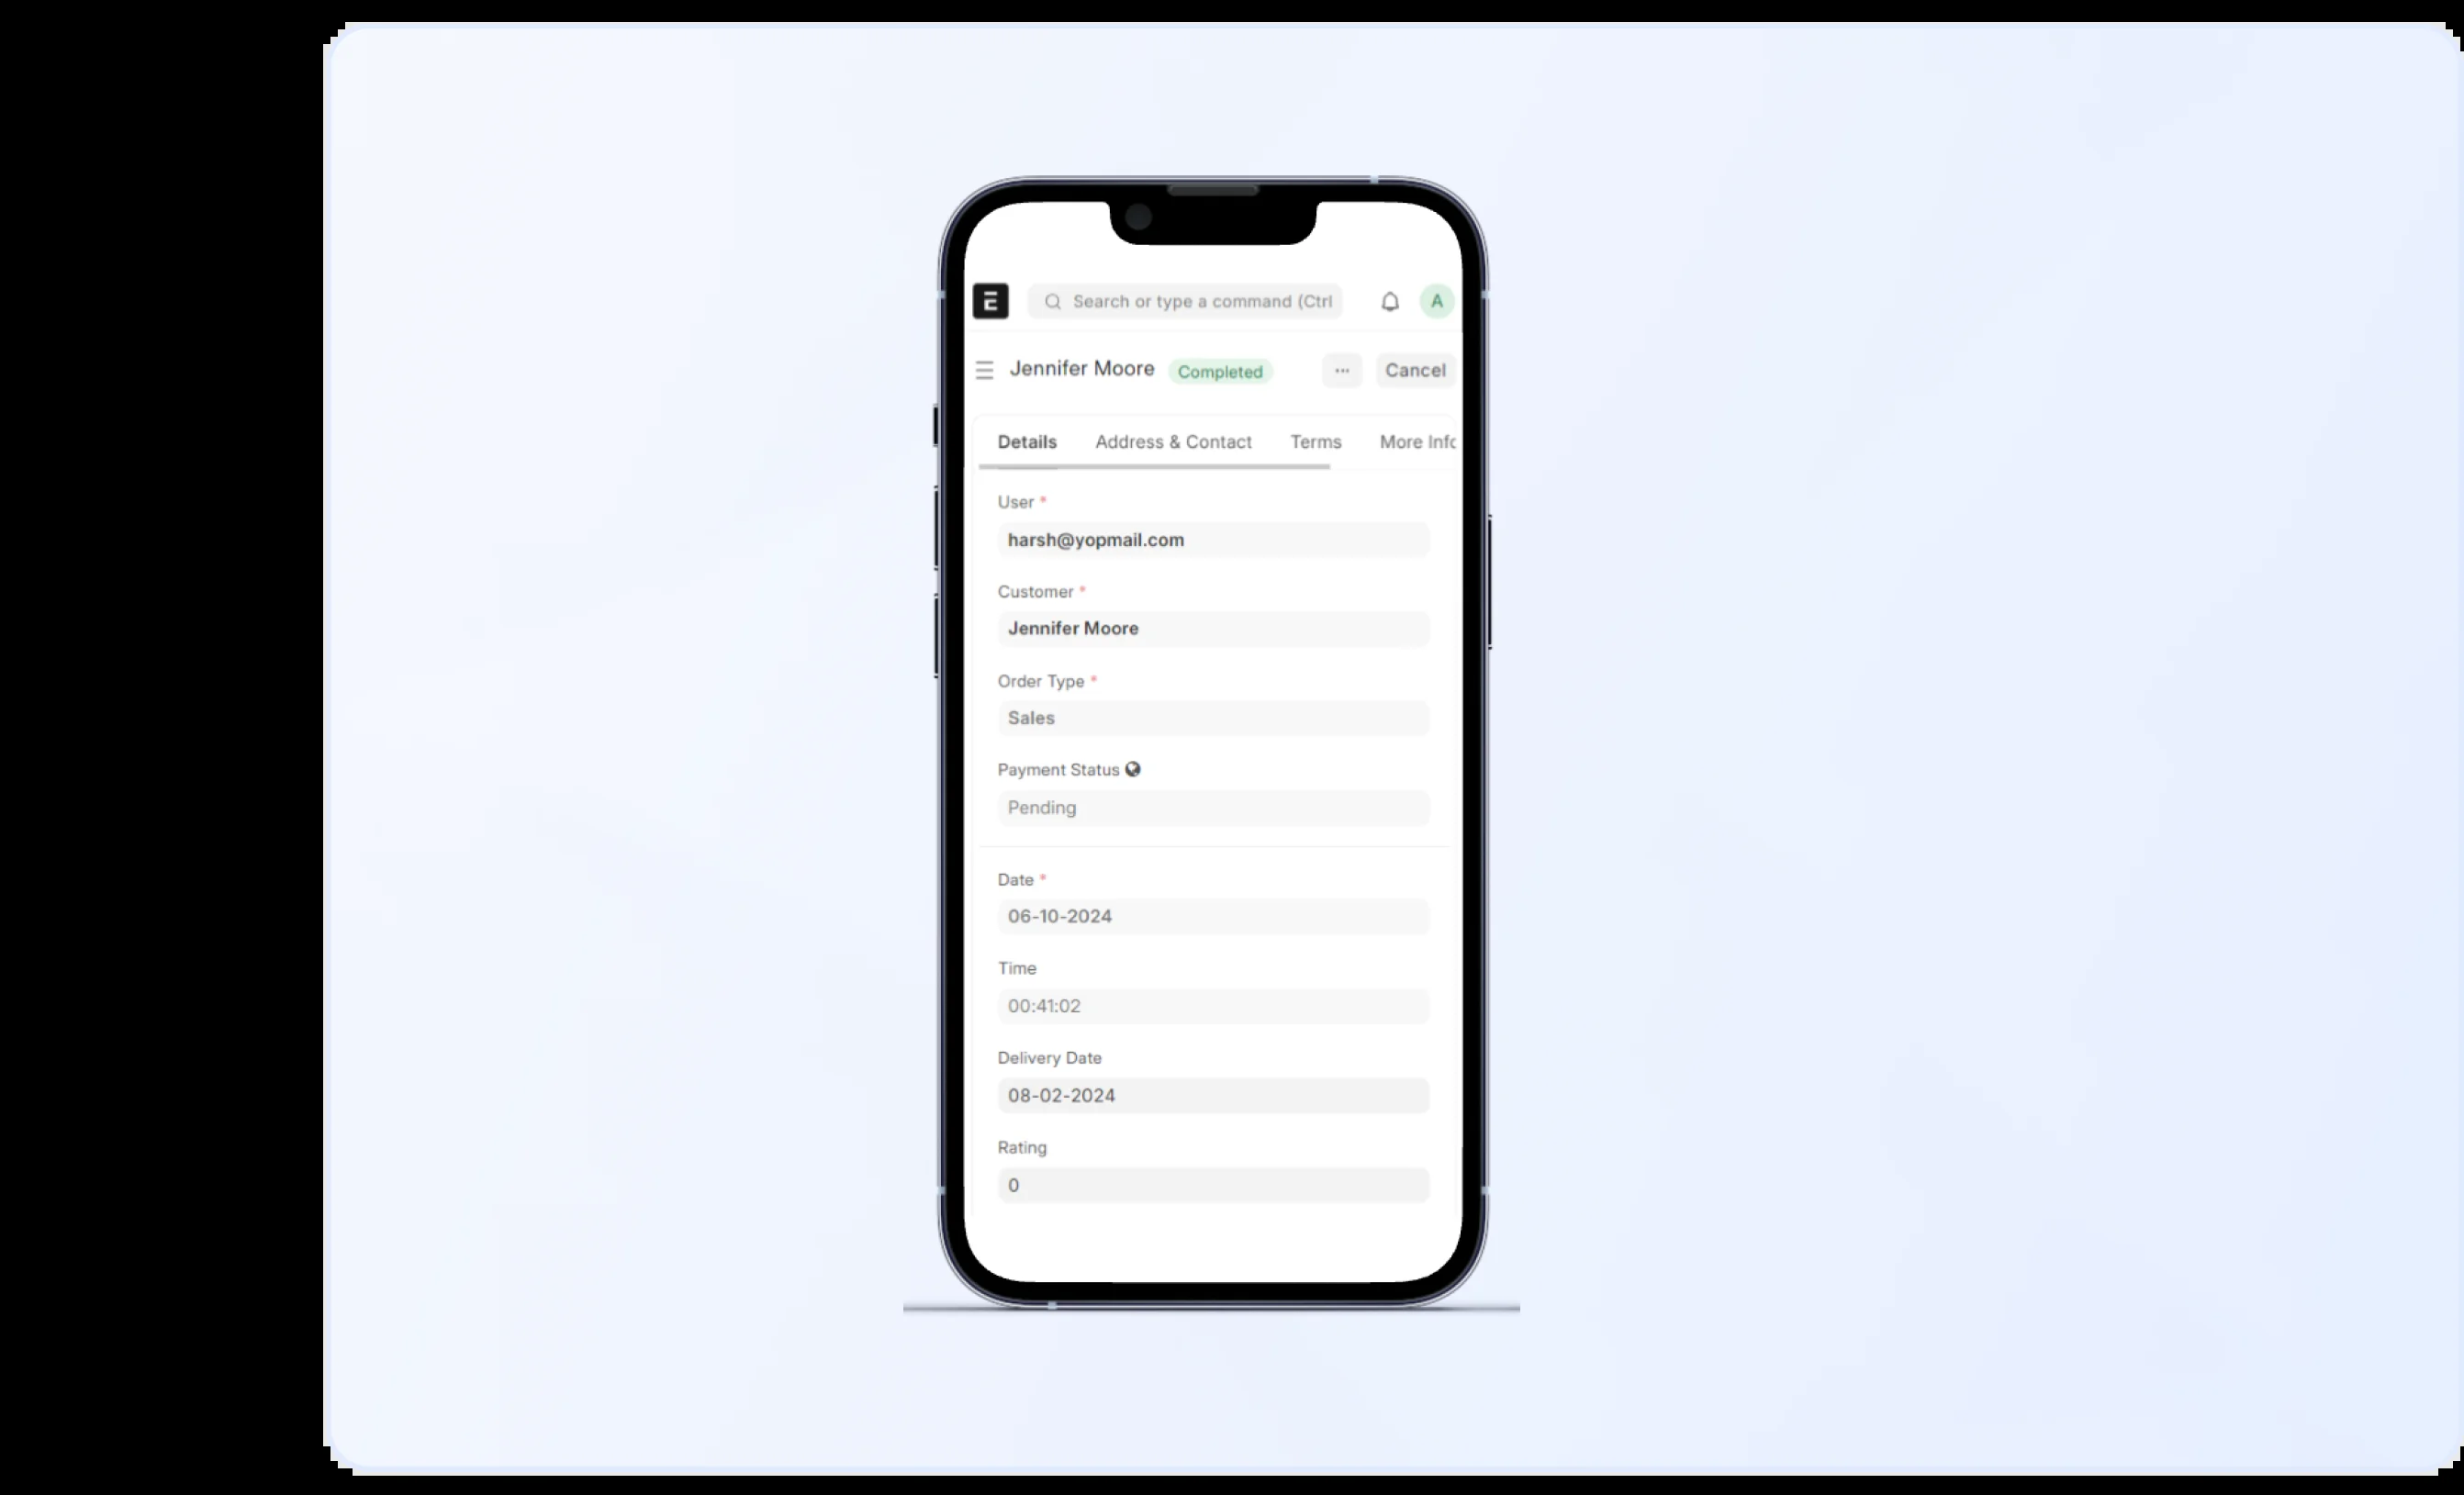 E
Search or type a command (Ctrl
A
Jennifer Moore Completed ... Cancel
Details Address & Contact Terms More Info
User *
harsh@yopmail.com
Customer *
Jennifer Moore
Order Type *
Sales
Payment Status
Pending
Date *
06-10-2024
Time
00:41:02
Delivery Date
08-02-2024
Rating
0